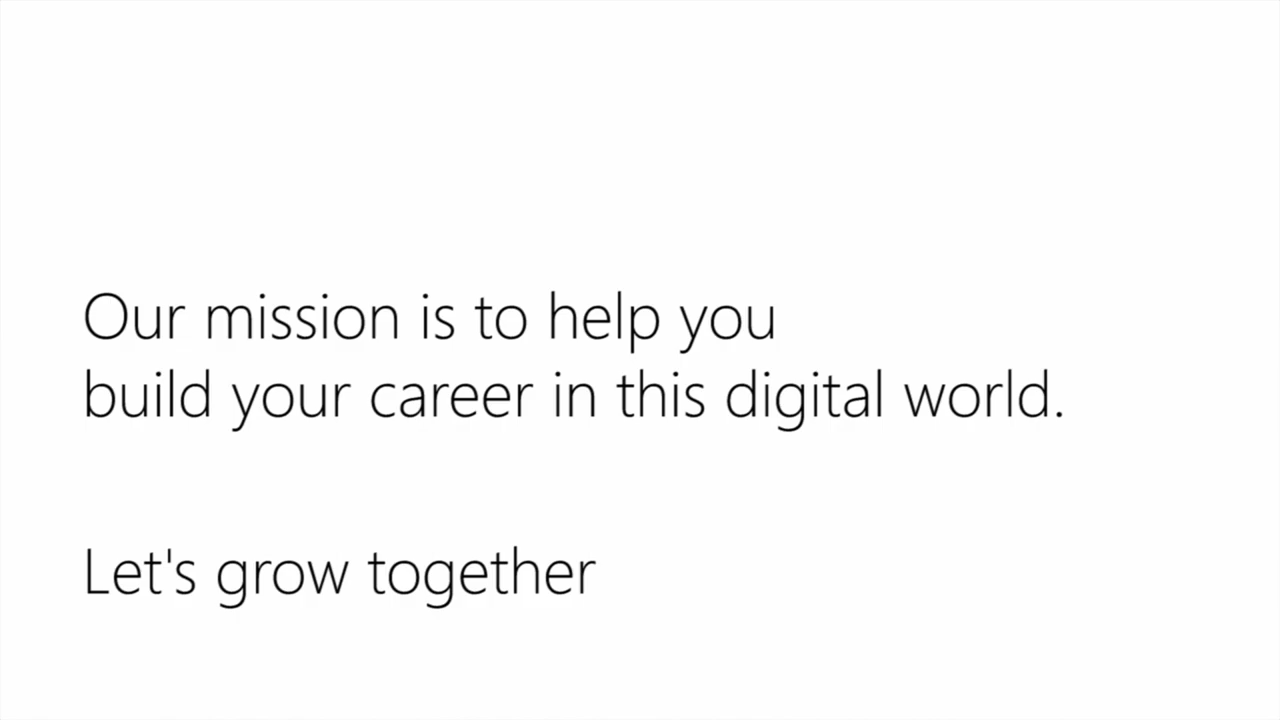 Our mission is to help you
build your career in this digital world.
Let's grow together